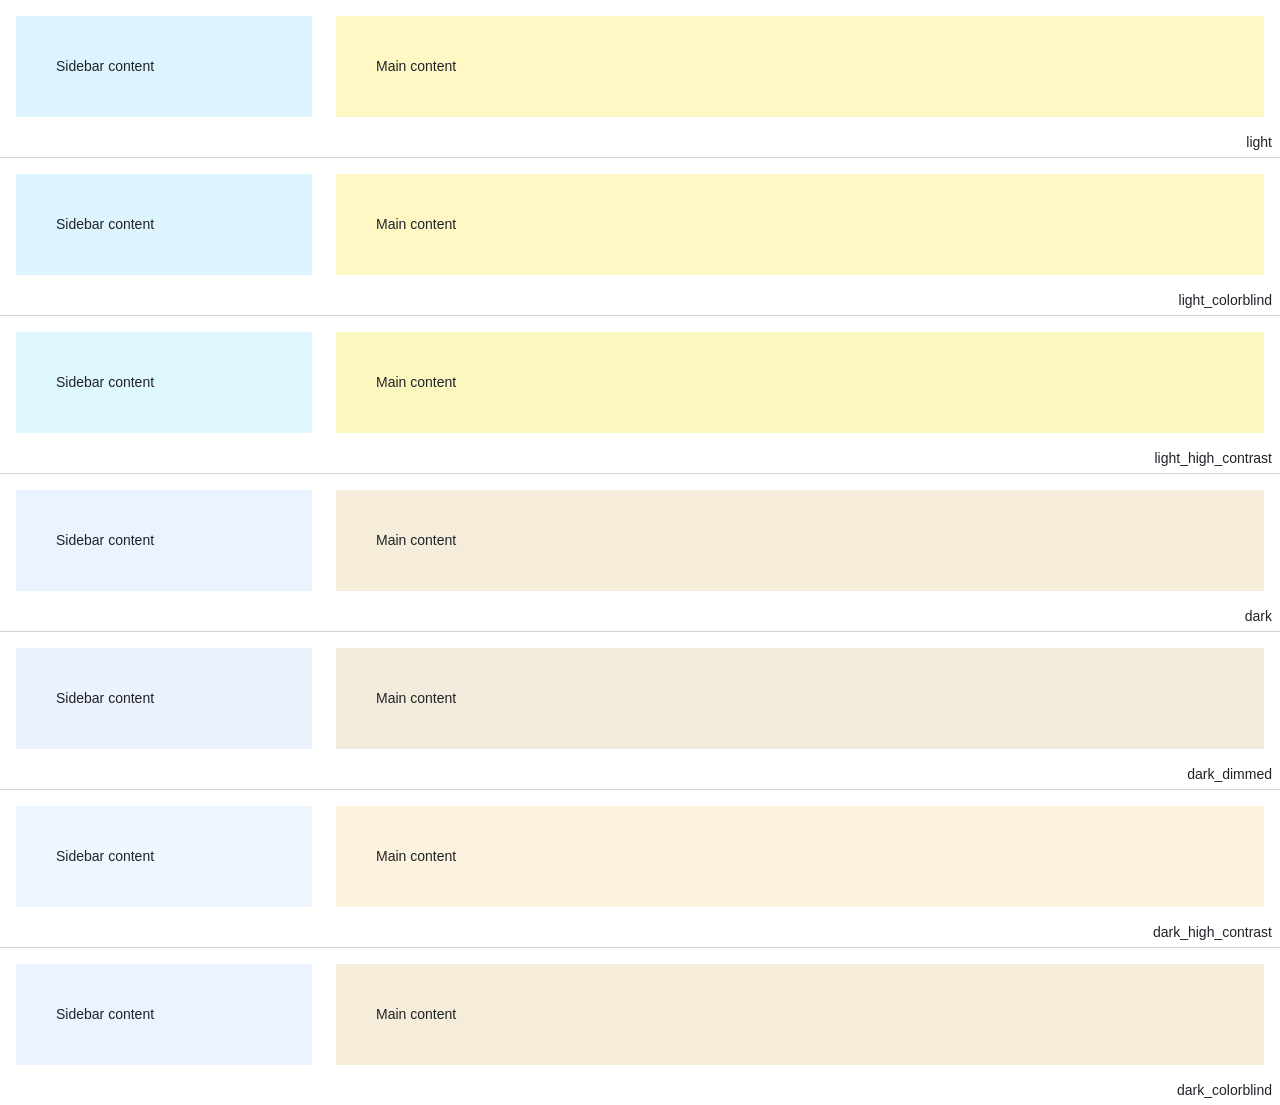 Sidebar content
Main content
light
Sidebar content
Main content
light_colorblind
Sidebar content
Main content
light_high_contrast
Sidebar content
Main content
dark
Sidebar content
Main content
dark_dimmed
Sidebar content
Main content
dark_high_contrast
Sidebar content
Main content
dark_colorblind